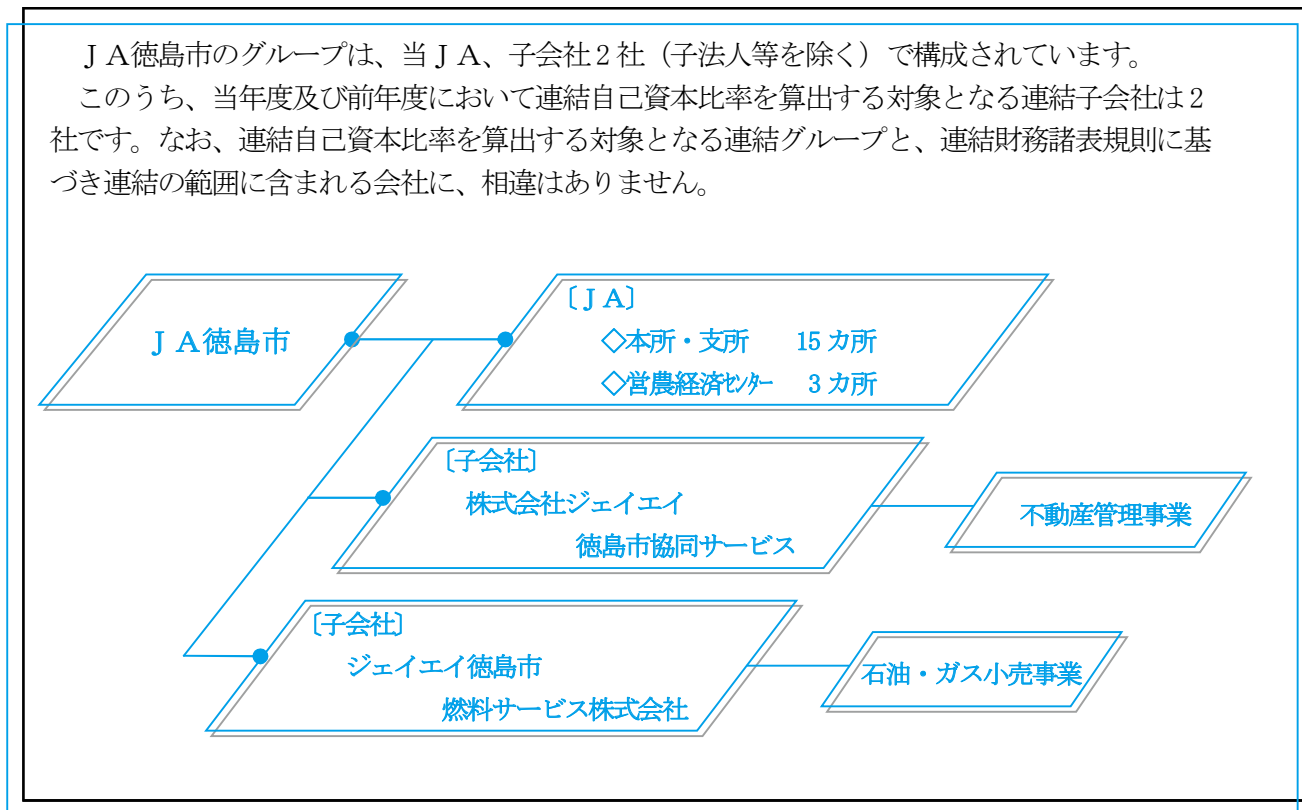 ＪＡ徳島市のグループは、当ＪＡ、子会社２社（子法人等を除く）で構成されています。
　このうち、当年度及び前年度において連結自己資本比率を算出する対象となる連結子会社は２
社です。なお、連結自己資本比率を算出する対象となる連結グループと、連結財務諸表規則に基
づき連結の範囲に含まれる会社に、相違はありません。
ＪＡ徳島市
〔ＪＡ〕
◇本所・支所　15 カ所
◇営農経済ｾﾝﾀｰ　3 カ所
〔子会社〕
株式会社ジェイエイ
徳島市協同サービス
不動産管理事業
〔子会社〕
ジェイエイ徳島市
燃料サービス株式会社
石油・ガス小売事業